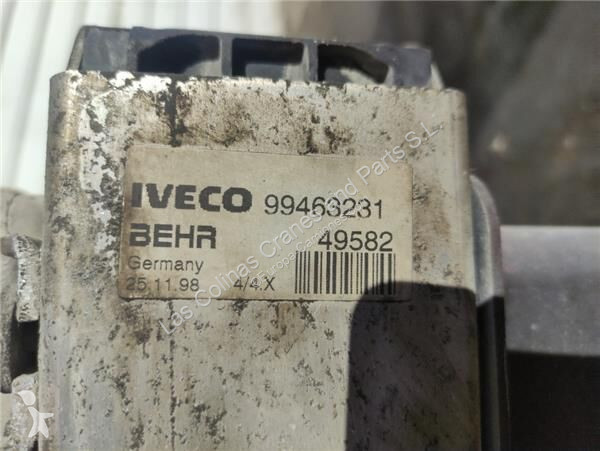 IVECO 99463231
BEHR 49582
Germany
25.11.98 4/4.X
Las Colinas Cranes and Parts S.L.